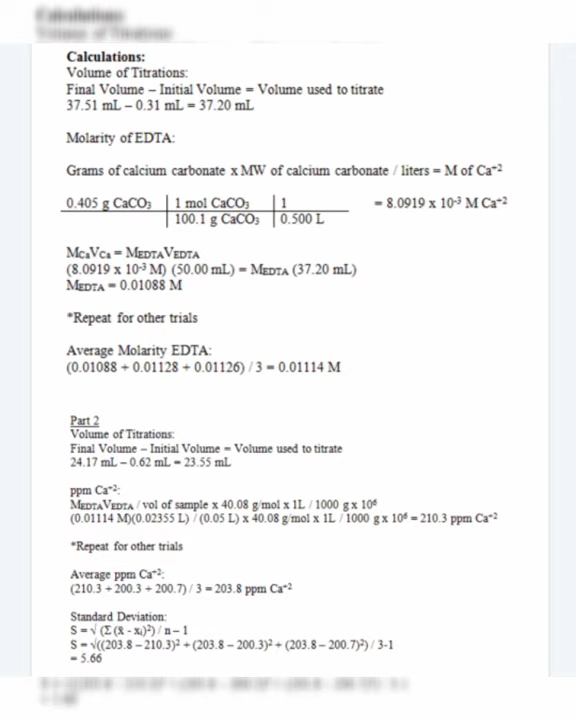 Calculations:
Volume of Titrations:
Final Volume – Initial Volume = Volume used to titrate
37.51 mL – 0.31 mL = 37.20 mL
Molarity of EDTA:
Grams of calcium carbonate x MW of calcium carbonate / liters = M of Ca⁺²
0.405 g CaCO₃ | 1 mol CaCO₃ | 1 = 8.0919 x 10⁻³ M Ca⁺²
100.1 g CaCO₃ | 0.500 L
MCaVCa = MEDTAVEDTA
(8.0919 x 10⁻³ M) (50.00 mL) = MEDTA (37.20 mL)
MEDTA = 0.01088 M
*Repeat for other trials
Average Molarity EDTA:
(0.01088 + 0.01128 + 0.01126) / 3 = 0.01114 M
Part 2
Volume of Titrations:
Final Volume – Initial Volume = Volume used to titrate
24.17 mL – 0.62 mL = 23.55 mL
ppm Ca⁺²:
MEDTAVEDTA / vol of sample x 40.08 g/mol x 1L / 1000 g x 10⁶
(0.01114 M)(0.02355 L) / (0.05 L) x 40.08 g/mol x 1L / 1000 g x 10⁶ = 210.3 ppm Ca⁺²
*Repeat for other trials
Average ppm Ca⁺²:
(210.3 + 200.3 + 200.7) / 3 = 203.8 ppm Ca⁺²
Standard Deviation:
S = √ (Σ (x̄ - xᵢ)²) / n – 1
S = √((203.8 – 210.3)² + (203.8 – 200.3)² + (203.8 – 200.7)²) / 3-1
= 5.66